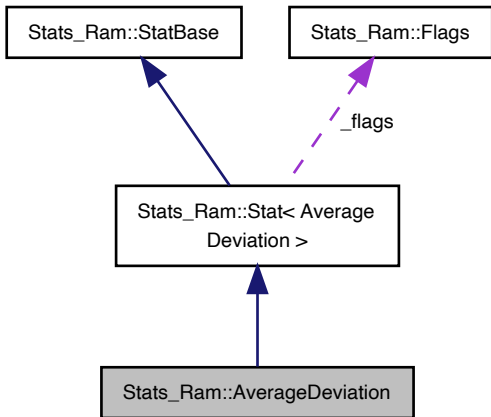 Stats_Ram::StatBase
Stats_Ram::Flags
_flags
Stats_Ram::Stat< Average
Deviation >
Stats_Ram::AverageDeviation